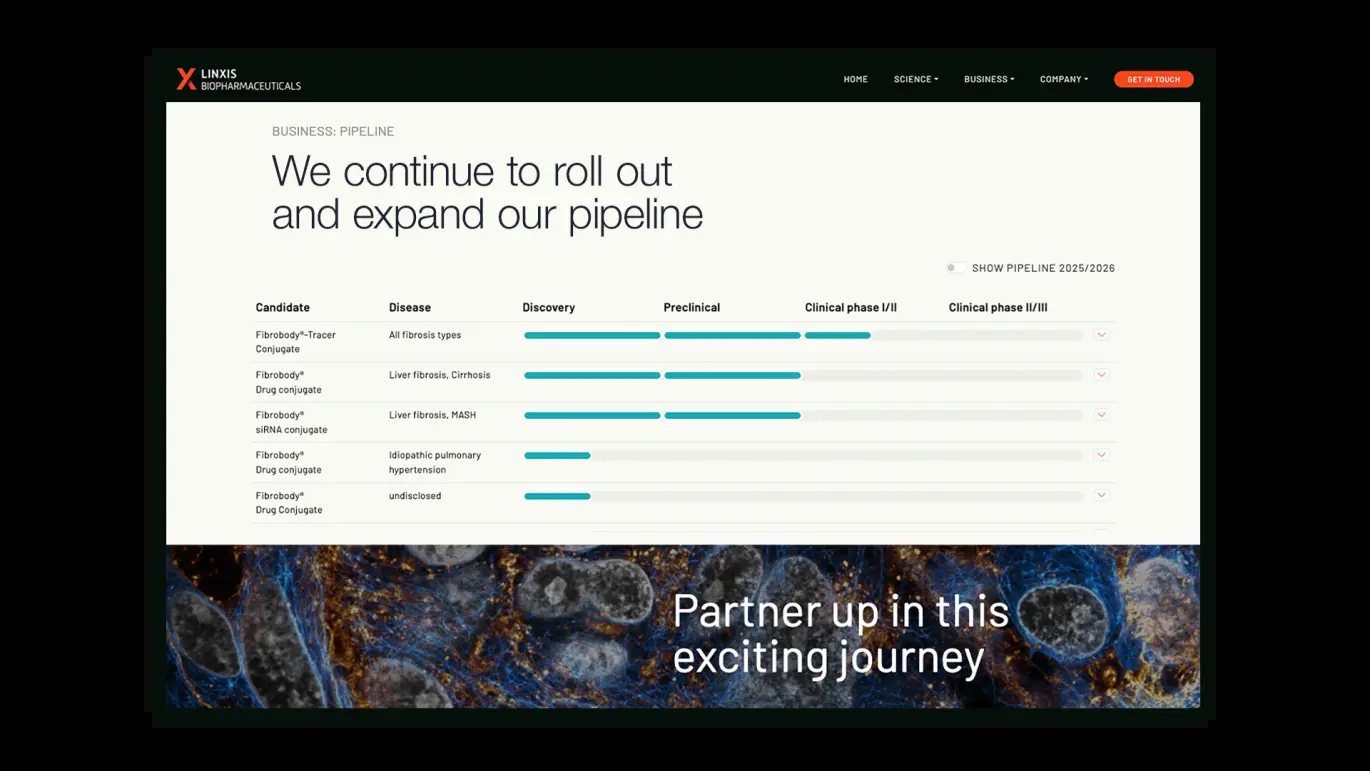 LINXIS
BIOPHARMACEUTICALS
HOME SCIENCE BUSINESS COMPANY GET IN TOUCH
BUSINESS: PIPELINE
We continue to roll out
and expand our pipeline
SHOW PIPELINE 2025/2026
Candidate Disease Discovery Preclinical Clinical phase I/II Clinical phase II/III
Fibrobody®-Tracer All fibrosis types
Conjugate
Fibrobody® Liver fibrosis, Cirrhosis
Drug conjugate
Fibrobody® Liver fibrosis, MASH
siRNA conjugate
Fibrobody® Idiopathic pulmonary
Drug conjugate hypertension
Fibrobody® undisclosed
Drug Conjugate
Partner up in this
exciting journey